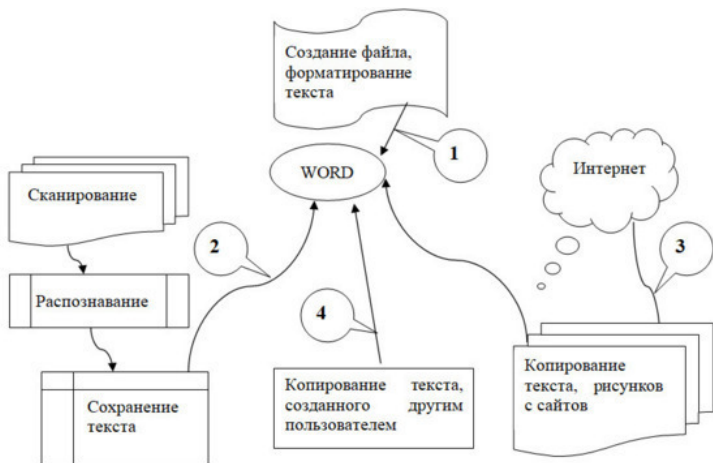 Создание файла,
форматирование
текста
1
WORD
Интернет
Сканирование
2
3
Распознавание
4
Копирование текста,
созданного другим
пользователем
Копирование
текста, рисунков
с сайтов
Сохранение
текста